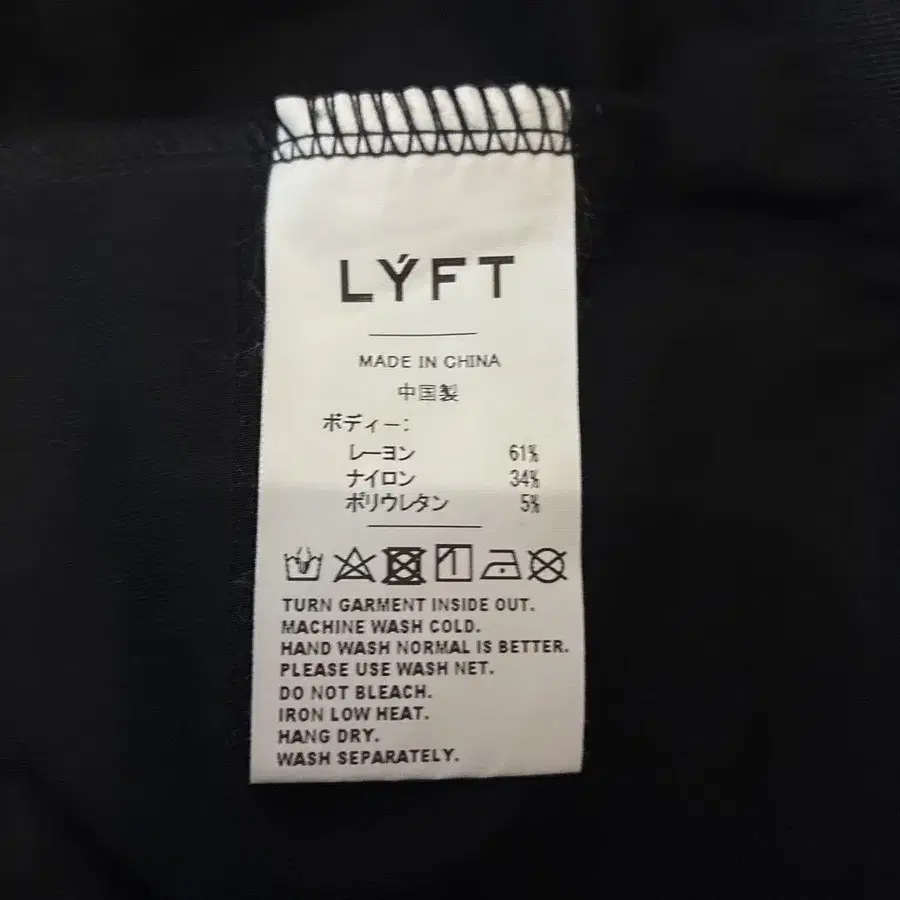 LÝFT
MADE IN CHINA
中国製
ボディー:
レーヨン 61%
ナイロン 34%
ポリウレタン 5%
TURN GARMENT INSIDE OUT.
MACHINE WASH COLD.
HAND WASH NORMAL IS BETTER.
PLEASE USE WASH NET.
DO NOT BLEACH.
IRON LOW HEAT.
HANG DRY.
WASH SEPARATELY.